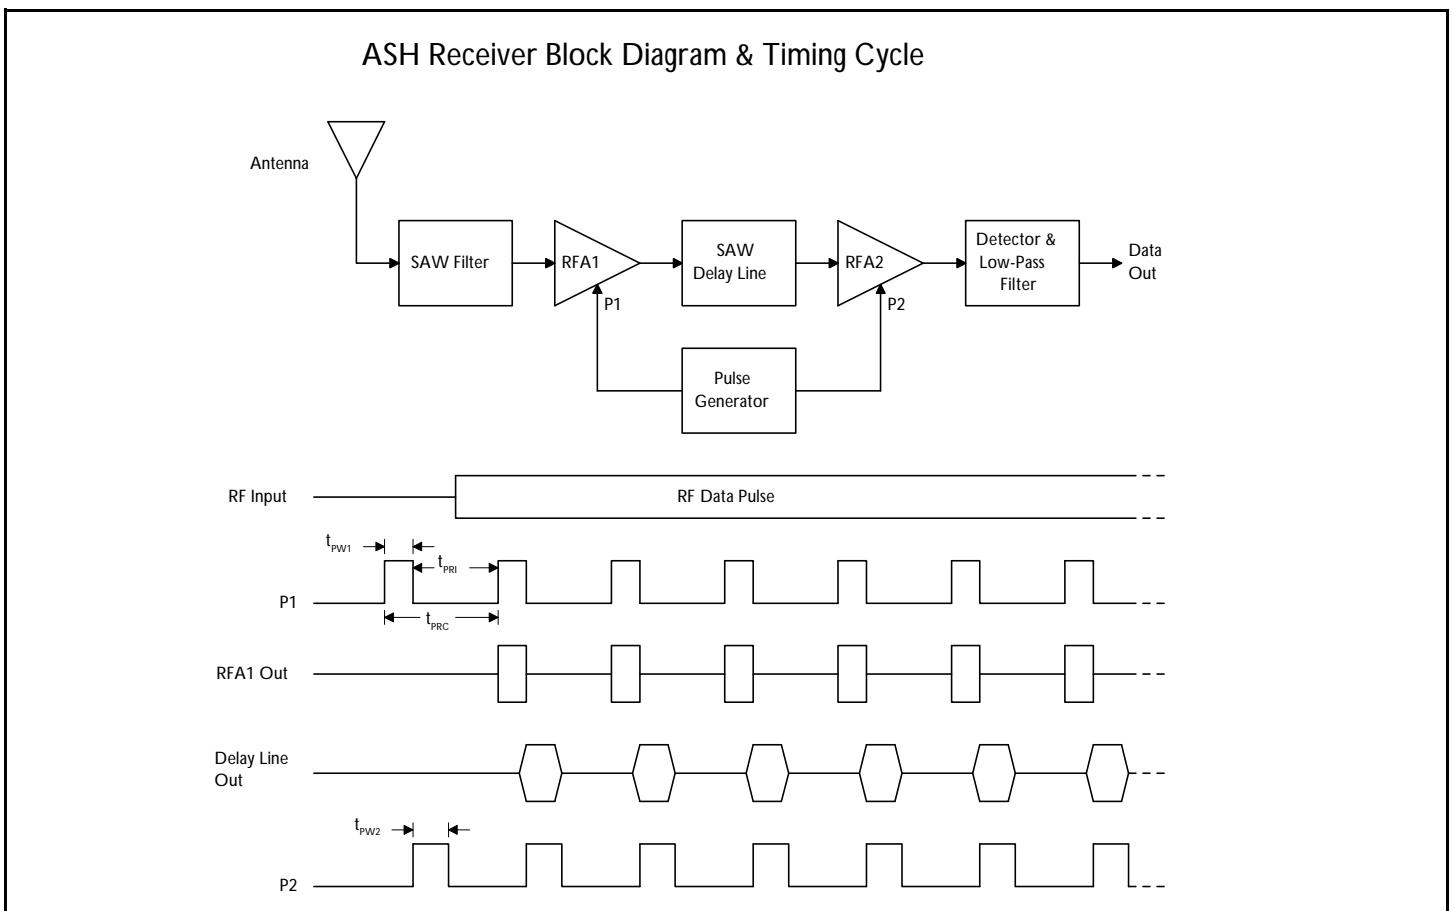 ASH Receiver Block Diagram & Timing Cycle
Antenna
SAW Filter
RFA1
SAW
Delay Line
RFA2
Detector &
Low-Pass
Filter
Data
Out
P1
P2
Pulse
Generator
RF Input
RF Data Pulse
tPW1
tPRI
P1
tPRC
RFA1 Out
Delay Line
Out
tPW2
P2